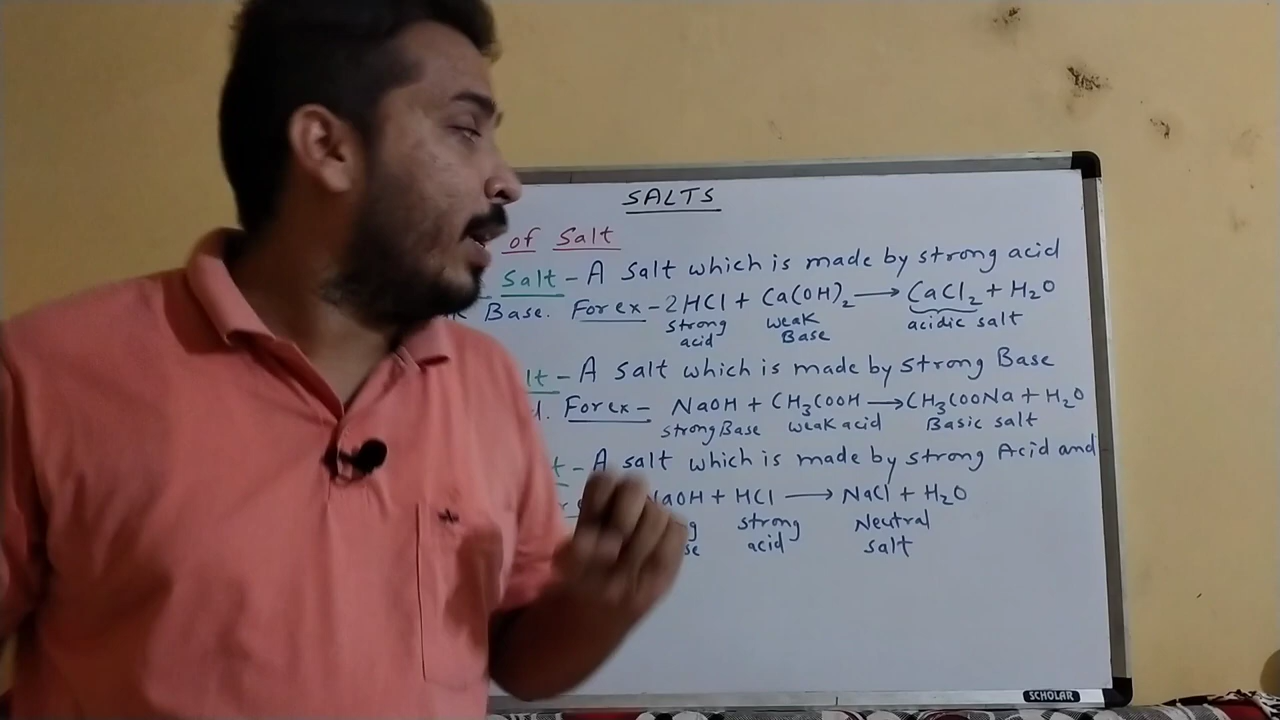 SALTS
of Salt
Salt - A Salt which is made by strong acid
Base. For ex - 2HCl + Ca(OH)₂ → CaCl₂ + H₂O
strong acid weak Base acidic salt
- A Salt which is made by strong Base
For ex - NaOH + CH₃COOH → CH₃COONa + H₂O
strong Base weak acid Basic salt
- A salt which is made by strong Acid and
NaOH + HCl → NaCl + H₂O
strong acid Neutral salt
SCHOLAR